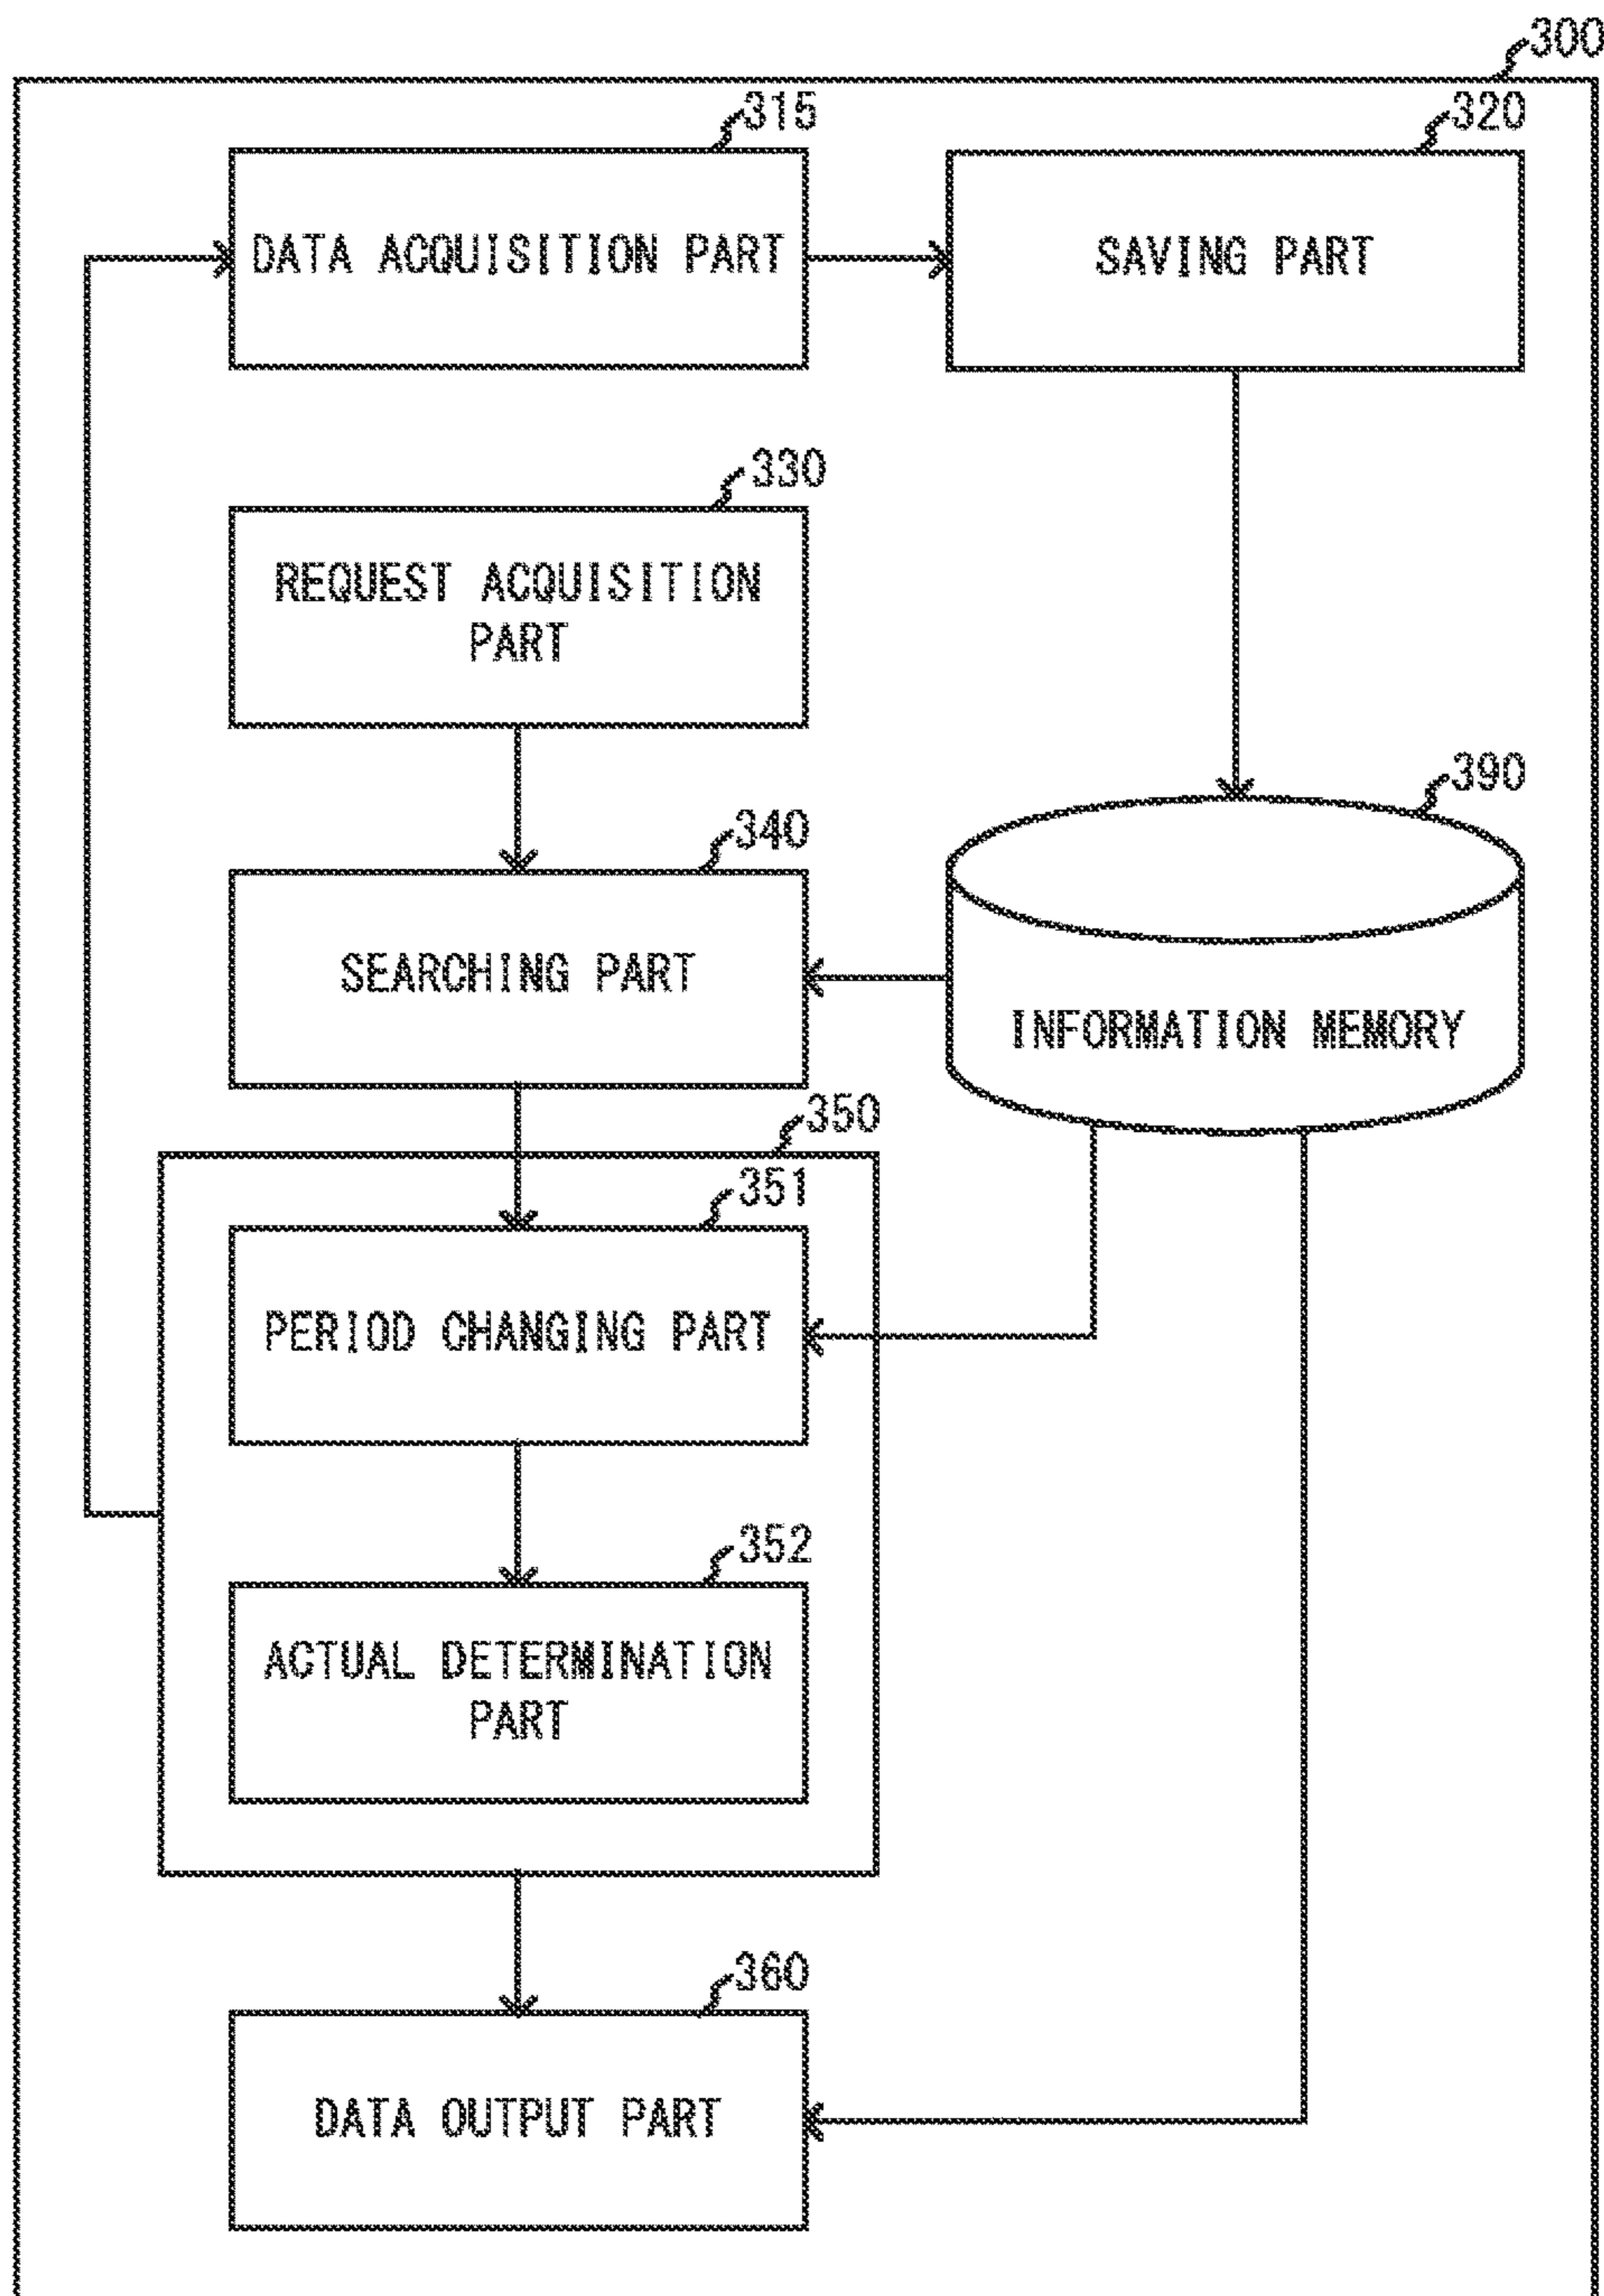 300
315
320
DATA ACQUISITION PART
SAVING PART
330
REQUEST ACQUISITION
PART
390
340
SEARCHING PART
INFORMATION MEMORY
350
351
PERIOD CHANGING PART
352
ACTUAL DETERMINATION
PART
360
DATA OUTPUT PART